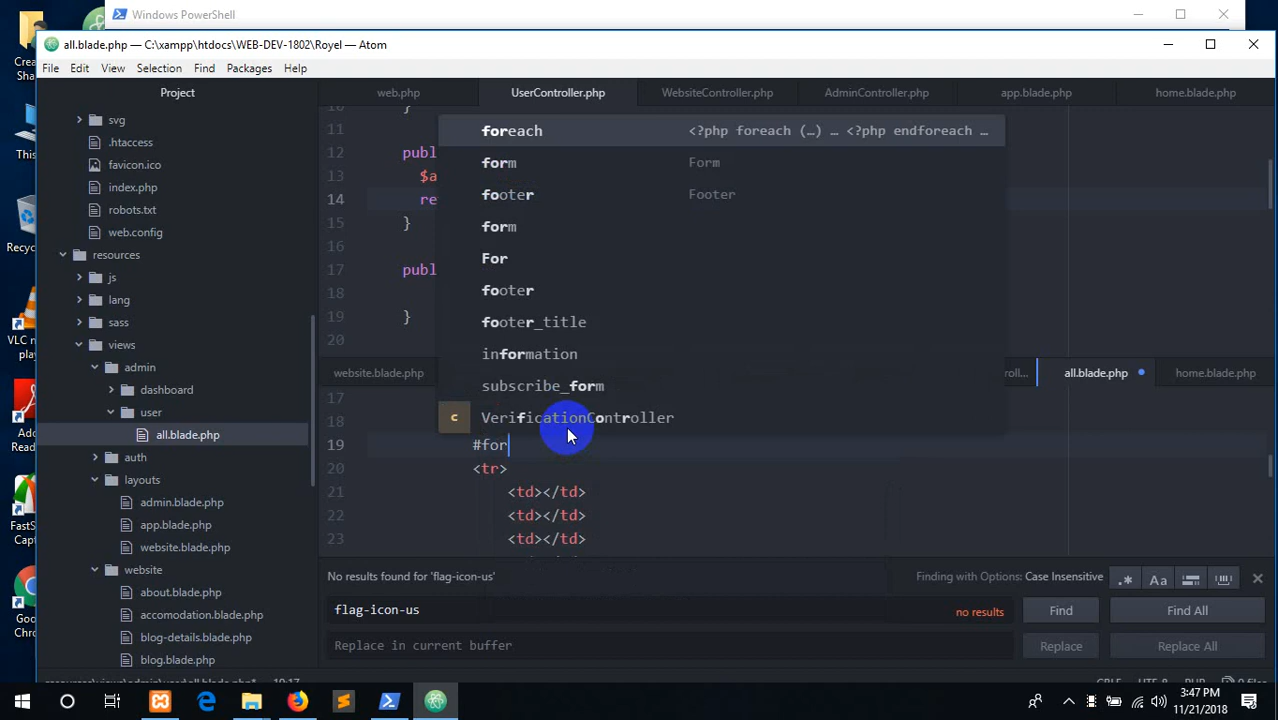 Windows PowerShell
all.blade.php — C:\xampp\htdocs\WEB-DEV-1802\Royel — Atom
File Edit View Selection Find Packages Help
Project
web.php UserController.php WebsiteController.php AdminController.php app.blade.php home.blade.php
svg
.htaccess
favicon.ico
index.php
robots.txt
web.config
resources
js
lang
sass
views
admin
dashboard
user
all.blade.php
auth
layouts
admin.blade.php
app.blade.php
website.blade.php
website
about.blade.php
accomodation.blade.php
blog-details.blade.php
blog.blade.php
10 }
11
12 publ
13 $a
14 re
15 }
16
17 publ
18
19 }
20
foreach <?php foreach (…) … <?php endforeach …
form Form
footer Footer
form
For
footer
footer_title
information
subscribe_form
c VerificationController
website.blade.php roll... all.blade.php home.blade.php
17
18
19 #for
20 <tr>
21 <td></td>
22 <td></td>
23 <td></td>
No results found for 'flag-icon-us' Finding with Options: Case Insensitive .* Aa
flag-icon-us no results Find Find All
Replace in current buffer Replace Replace All
3:47 PM
11/21/2018